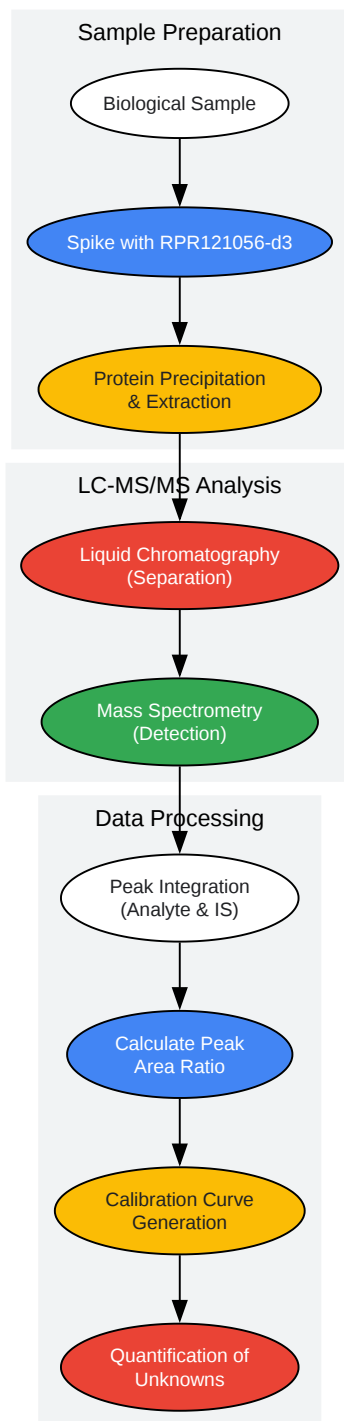 Sample Preparation
Biological Sample
Spike with RPR121056-d3
Protein Precipitation
& Extraction
LC-MS/MS Analysis
Liquid Chromatography
(Separation)
Mass Spectrometry
(Detection)
Data Processing
Peak Integration
(Analyte & IS)
Calculate Peak
Area Ratio
Calibration Curve
Generation
Quantification of
Unknowns